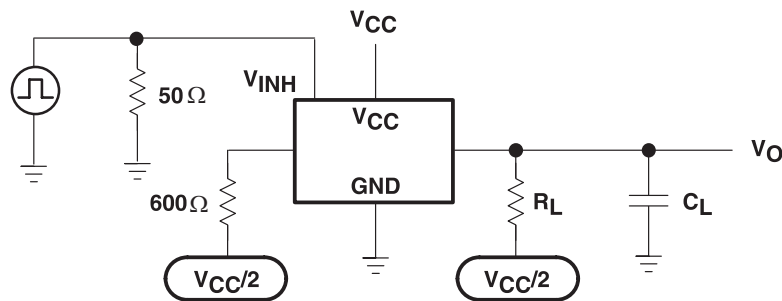 VCC
VINH
50Ω
VCC
VO
GND
600Ω
RL
CL
VCC/2
VCC/2